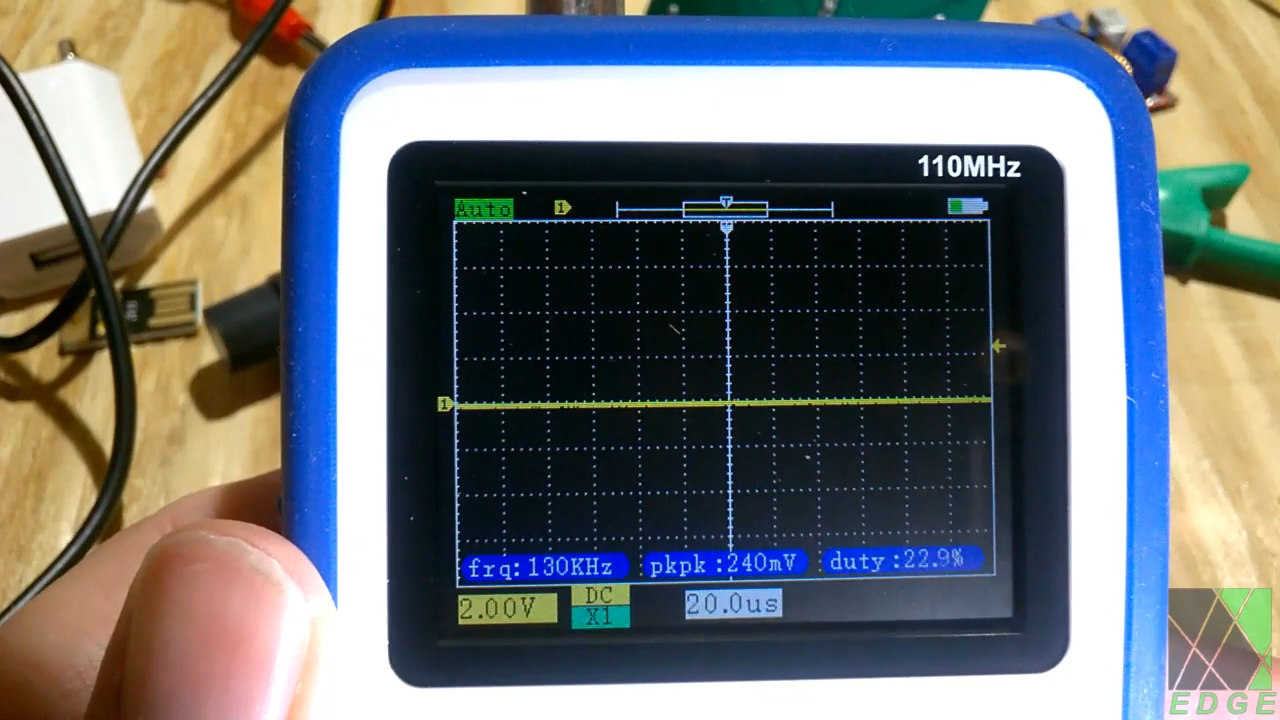 110MHz
Auto 1 T
T
1
frq:130KHz pkpk:240mV duty:22.9%
2.00V DC X1 20.0us
EDGE